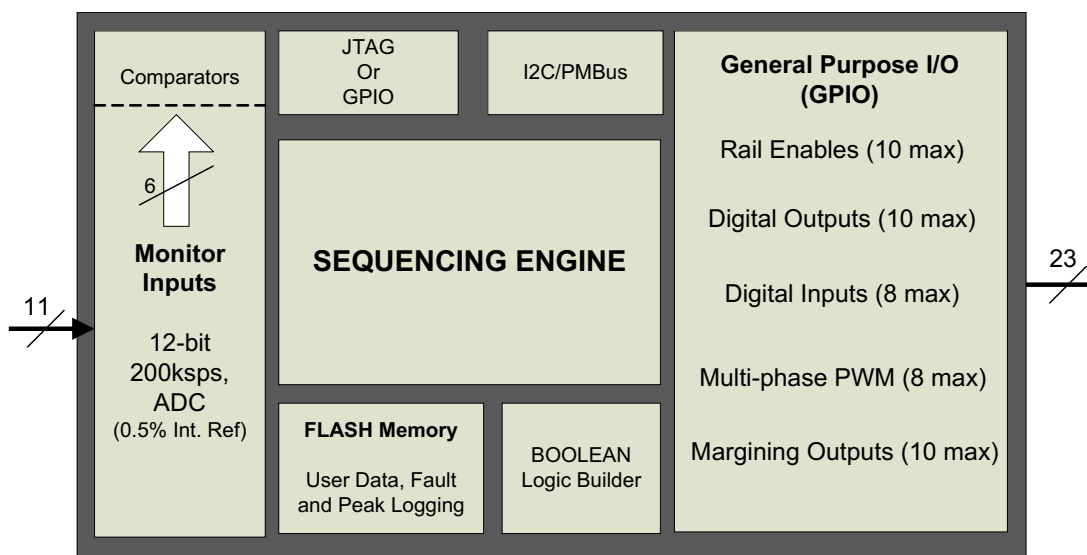 11
Comparators
6
Monitor
Inputs
12-bit
200ksps,
ADC
(0.5% Int. Ref)
JTAG
Or
GPIO
I2C/PMBus
SEQUENCING ENGINE
FLASH Memory
User Data, Fault
and Peak Logging
BOOLEAN
Logic Builder
General Purpose I/O
(GPIO)
Rail Enables (10 max)
Digital Outputs (10 max)
Digital Inputs (8 max)
Multi-phase PWM (8 max)
Margining Outputs (10 max)
23